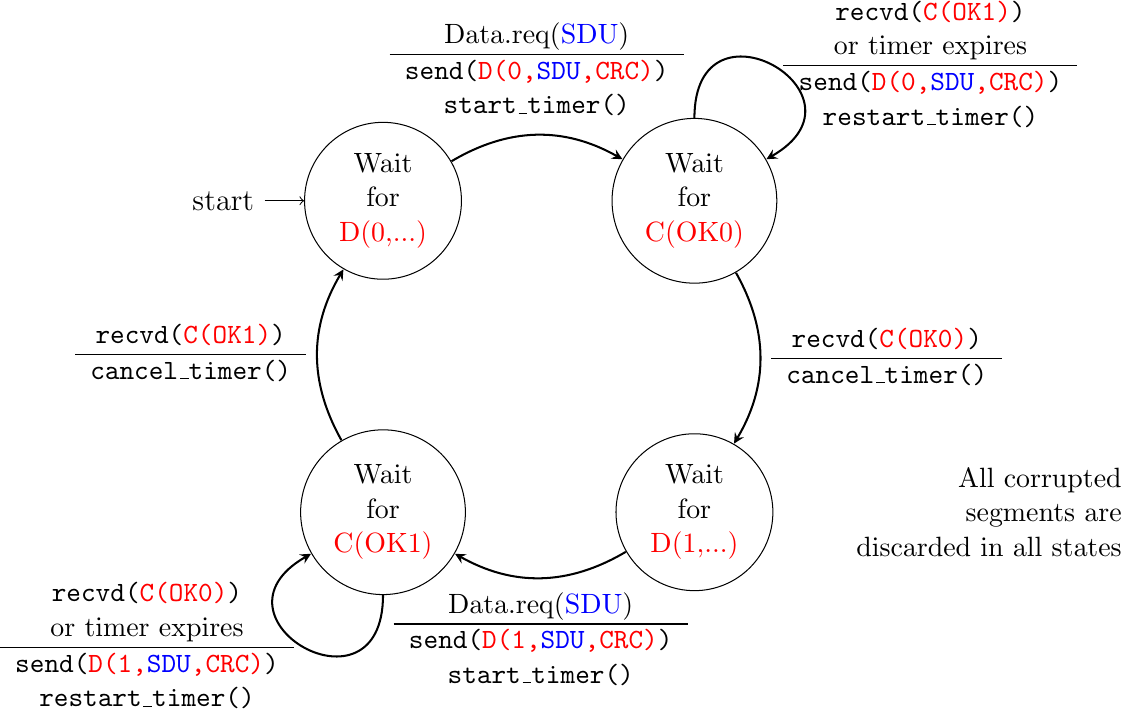 Data.req(SDU)
send(D(0,SDU,CRC))
start_timer()
recvd(C(OK1))
or timer expires
send(D(0,SDU,CRC))
restart_timer()
start
Wait
for
D(0,...)
Wait
for
C(OK0)
recvd(C(OK1))
cancel_timer()
recvd(C(OK0))
cancel_timer()
Wait
for
C(OK1)
Wait
for
D(1,...)
All corrupted
segments are
discarded in all states
recvd(C(OK0))
or timer expires
send(D(1,SDU,CRC))
restart_timer()
Data.req(SDU)
send(D(1,SDU,CRC))
start_timer()